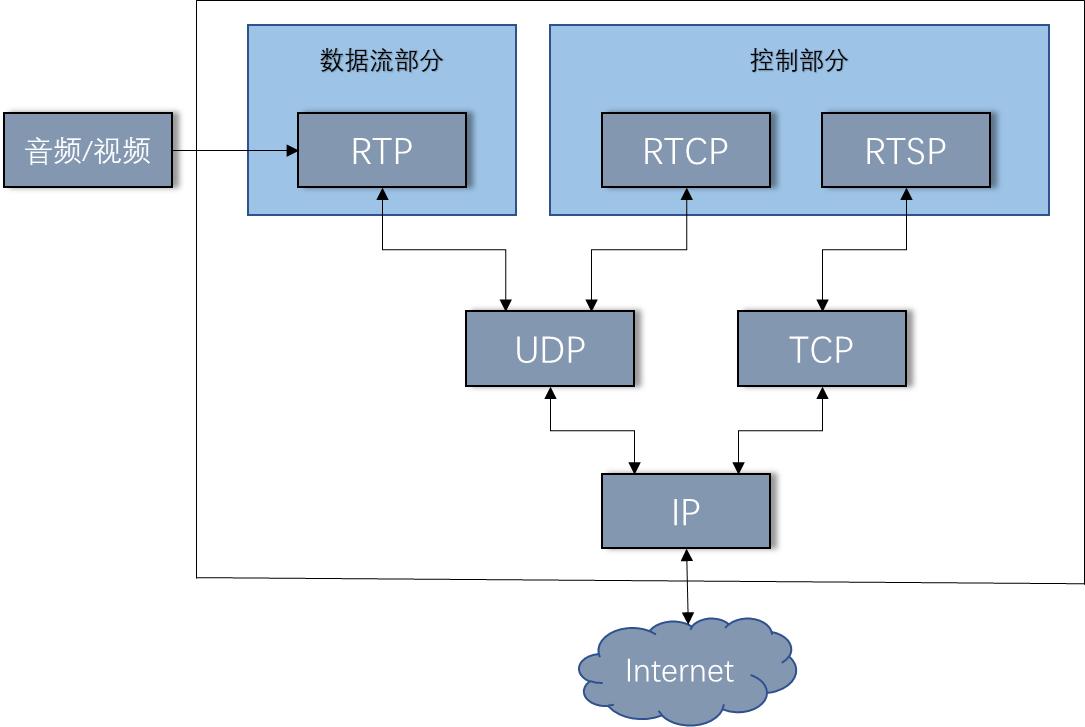 数据流部分
控制部分
音频/视频
RTP
RTCP
RTSP
UDP
TCP
IP
Internet